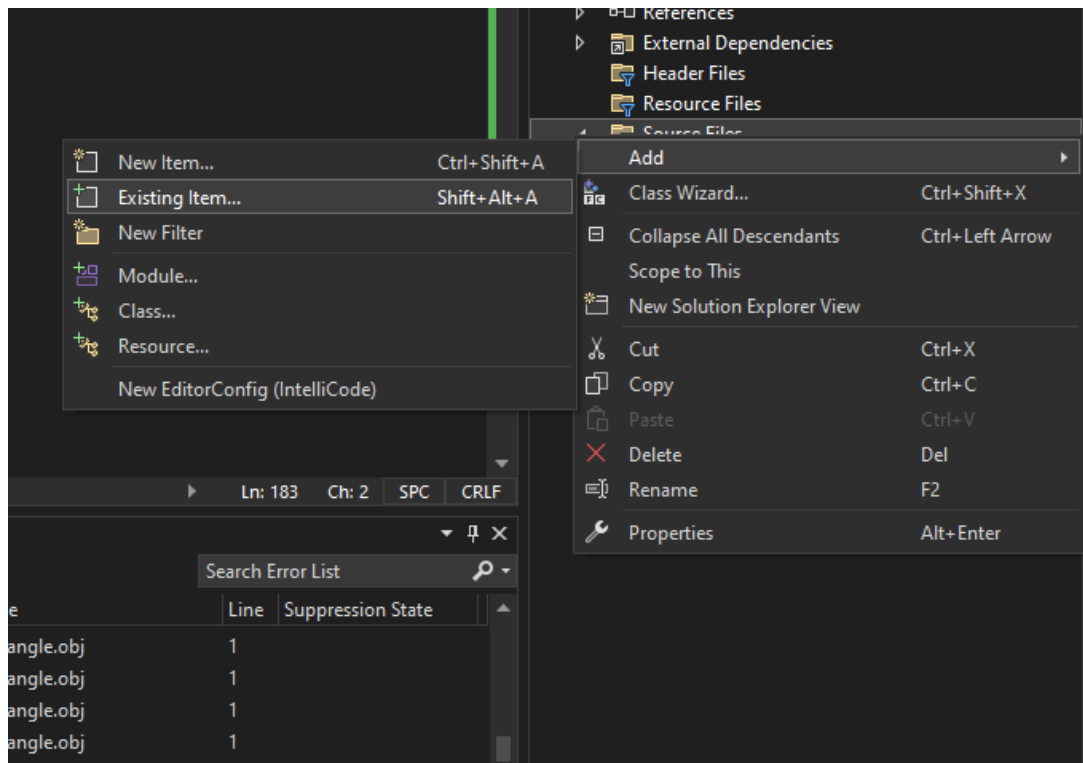 References
External Dependencies
Header Files
Resource Files
Source Files
New Item... Ctrl+Shift+A
Existing Item... Shift+Alt+A
New Filter
Module...
Class...
Resource...
New EditorConfig (IntelliCode)
Add
Class Wizard... Ctrl+Shift+X
Collapse All Descendants Ctrl+Left Arrow
Scope to This
New Solution Explorer View
Cut Ctrl+X
Copy Ctrl+C
Paste Ctrl+V
Delete Del
Rename F2
Properties Alt+Enter
Ln: 183 Ch: 2 SPC CRLF
Search Error List
e Line Suppression State
angle.obj 1
angle.obj 1
angle.obj 1
angle.obj 1